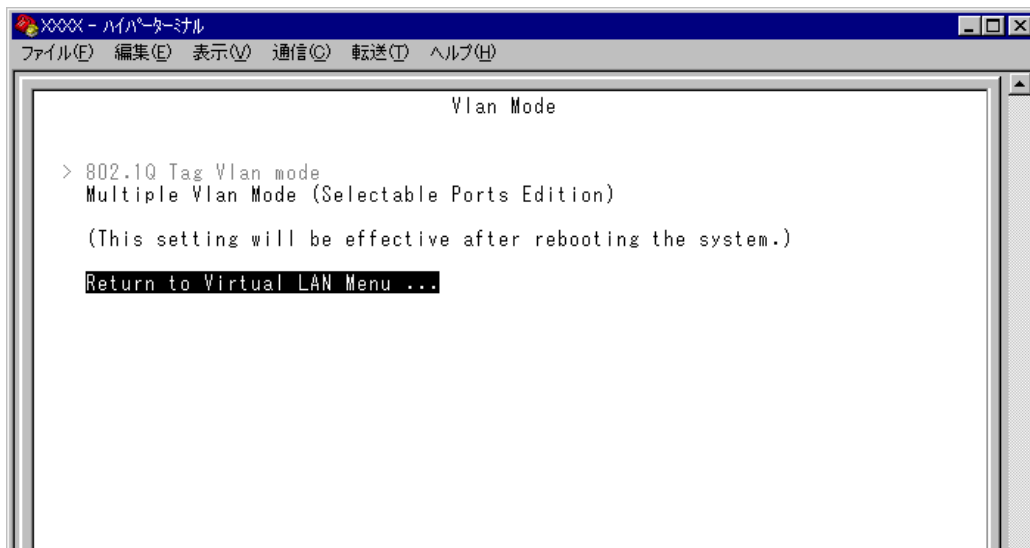 XXXX - ﾊｲﾊﾟｰﾀｰﾐﾅﾙ
ファイル(F) 編集(E) 表示(V) 通信(C) 転送(T) ヘルプ(H)
Vlan Mode
> 802.1Q Tag Vlan mode
Multiple Vlan Mode (Selectable Ports Edition)
(This setting will be effective after rebooting the system.)
Return to Virtual LAN Menu ...